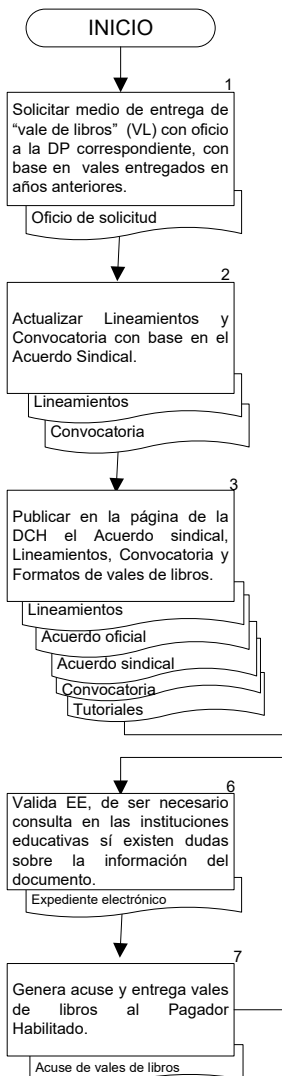 INICIO
1
Solicitar medio de entrega de
“vale de libros” (VL) con oficio
a la DP correspondiente, con
base en vales entregados en
años anteriores.
Oficio de solicitud
2
Actualizar Lineamientos y
Convocatoria con base en el
Acuerdo Sindical.
Lineamientos
Convocatoria
3
Publicar en la página de la
DCH el Acuerdo sindical,
Lineamientos, Convocatoria y
Formatos de vales de libros.
Lineamientos
Acuerdo oficial
Acuerdo sindical
Convocatoria
Tutoriales
6
Valida EE, de ser necesario
consulta en las instituciones
educativas sí existen dudas
sobre la información del
documento.
Expediente electrónico
7
Genera acuse y entrega vales
de libros al Pagador
Habilitado.
Acuse de vales de libros